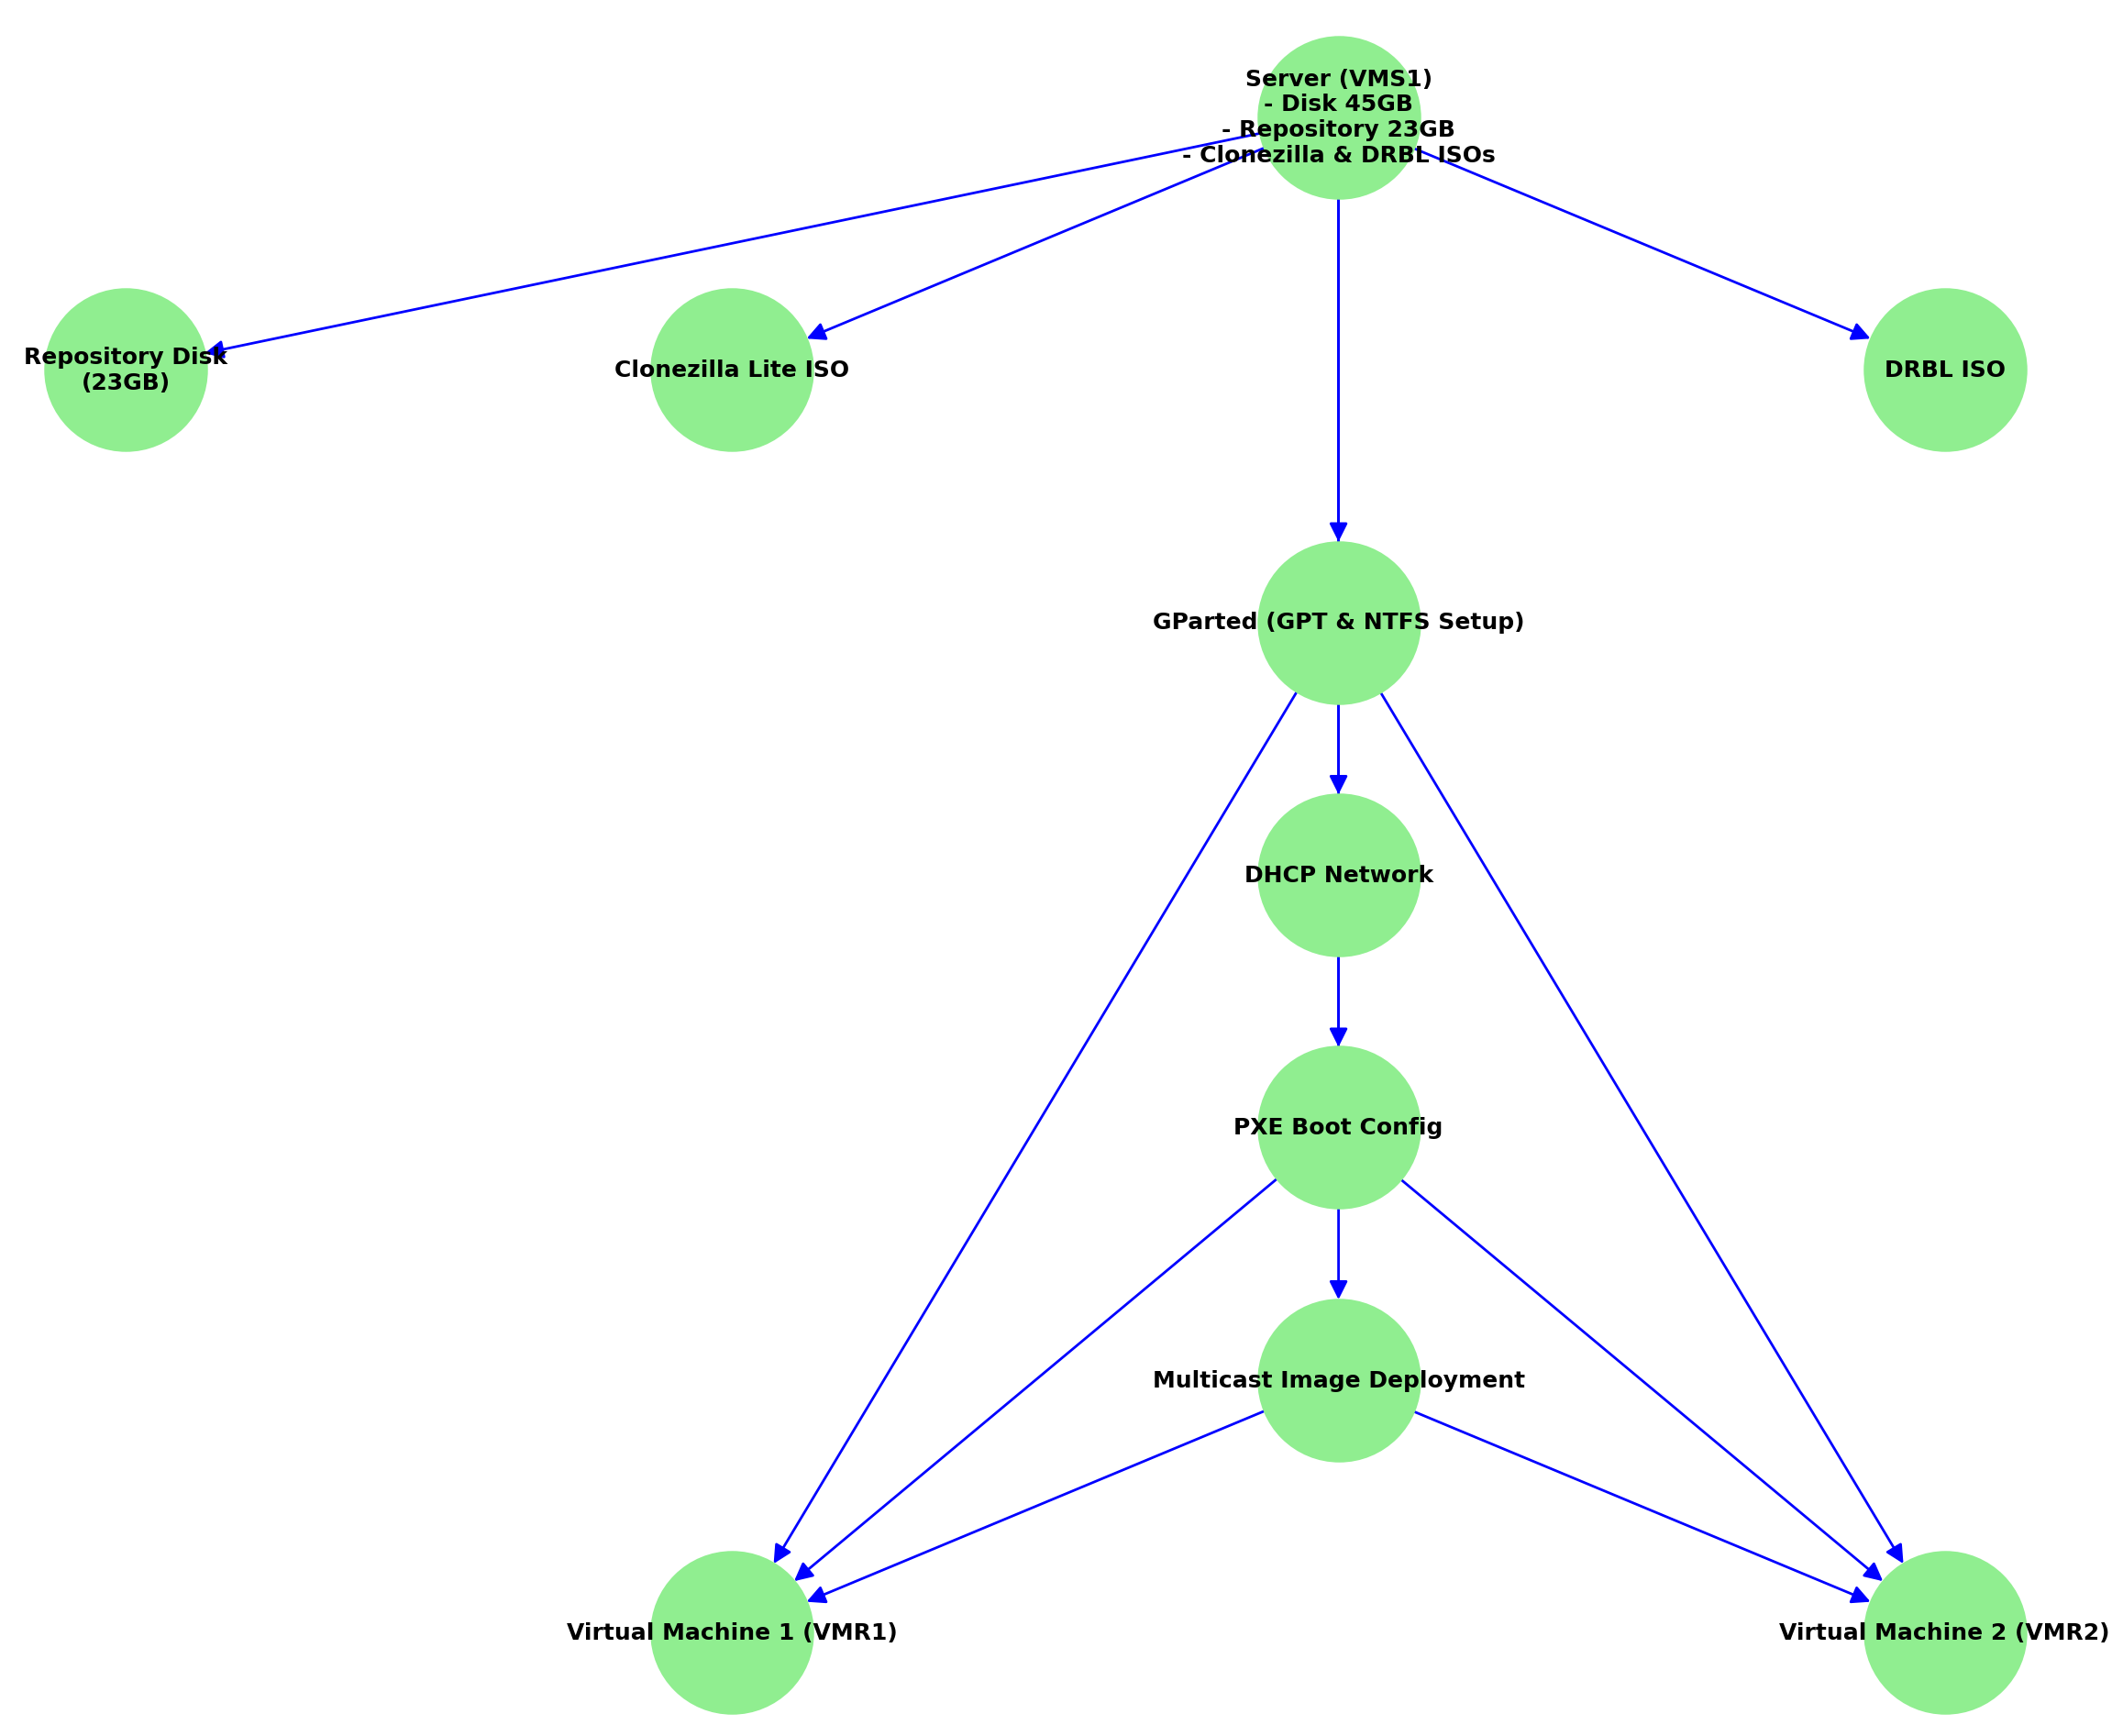 Server (VMS1)
- Disk 45GB
- Repository 23GB
- Clonezilla & DRBL ISOs
Repository Disk
(23GB)
Clonezilla Lite ISO
DRBL ISO
GParted (GPT & NTFS Setup)
DHCP Network
PXE Boot Config
Multicast Image Deployment
Virtual Machine 1 (VMR1)
Virtual Machine 2 (VMR2)